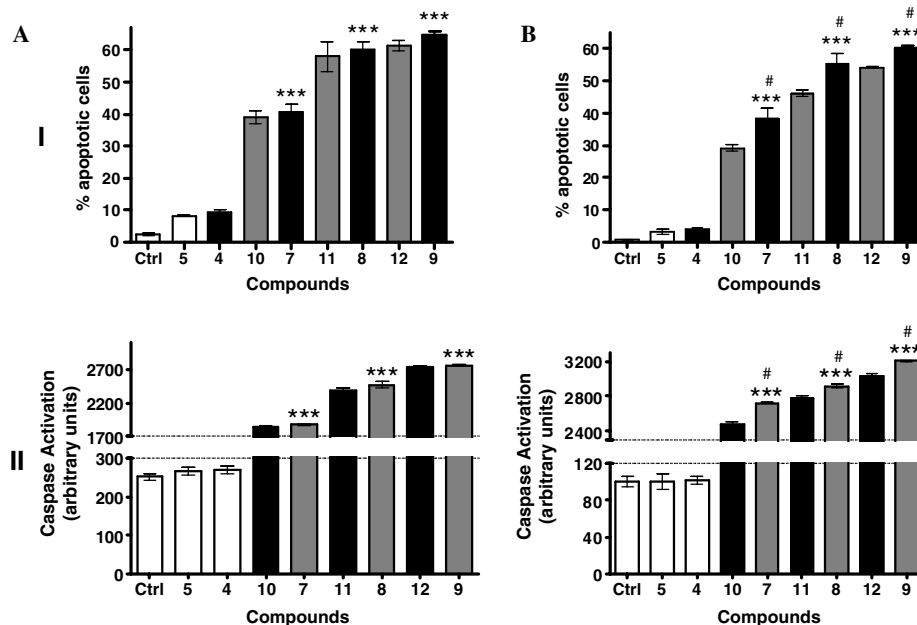 A
I
% apoptotic cells
60
50
40
30
20
10
0
***
***
***
Ctrl 5 4 10 7 11 8 12 9
Compounds
B
% apoptotic cells
60
50
40
30
20
10
0
#
***
#
***
#
***
Ctrl 5 4 10 7 11 8 12 9
Compounds
II
Caspase Activation
(arbitrary units)
2700
2200
1700
300
200
100
0
***
***
***
Ctrl 5 4 10 7 11 8 12 9
Compounds
Caspase Activation
(arbitrary units)
3200
2800
2400
120
80
40
0
#
***
#
***
#
***
Ctrl 5 4 10 7 11 8 12 9
Compounds